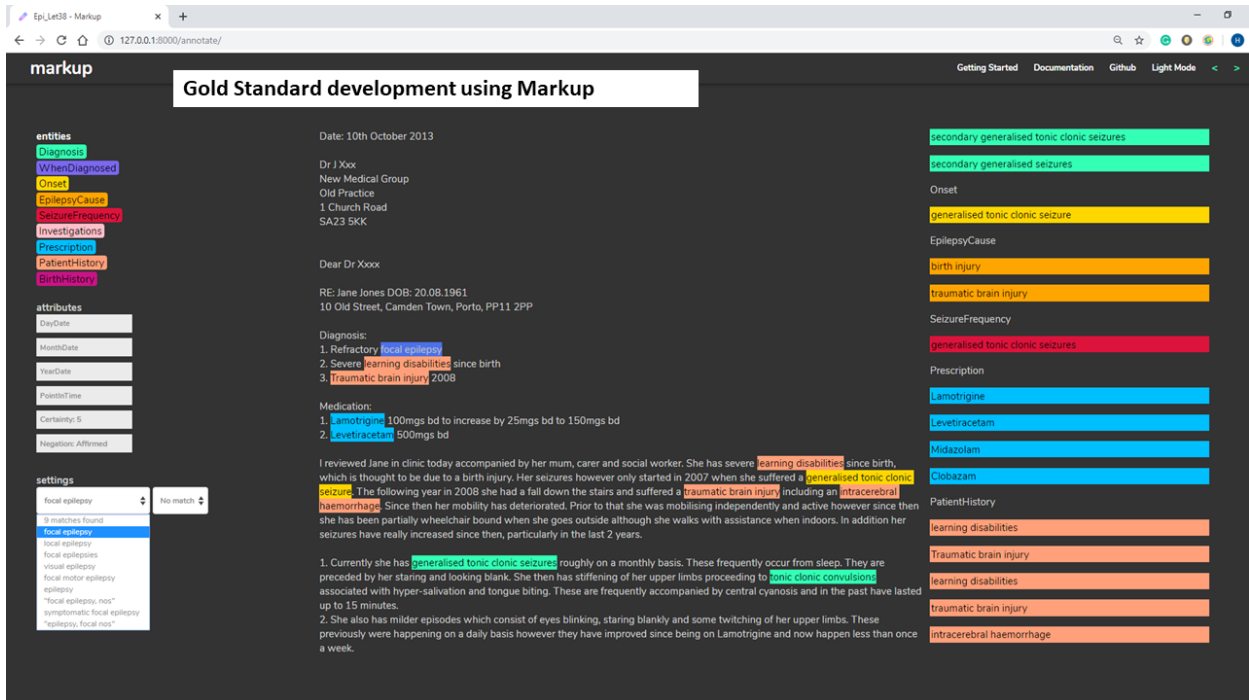 Epi_Let38 - Markup
127.0.0.1:8000/annotate/
H
markup
Gold Standard development using Markup
Getting Started
Documentation
Github
Light Mode
<
>
entities
Diagnosis
WhenDiagnosed
Onset
EpilepsyCause
SeizureFrequency
Investigations
Prescription
PatientHistory
BirthHistory
attributes
DayDate
MonthDate
YearDate
PointInTime
Certainty: 5
Negation: Affirmed
settings
focal epilepsy
No match
9 matches found
focal epilepsy
focal epilepsies
visual epilepsy
focal motor epilepsy
epilepsy
"focal epilepsy, nos"
symptomatic focal epilepsy
"epilepsy, focal nos"
Date: 10th October 2013
Dr J Xxx
New Medical Group
Old Practice
1 Church Road
SA23 5KK
Dear Dr Xxxx
RE: Jane Jones DOB: 20.08.1961
10 Old Street, Camden Town, Porto, PP11 2PP
Diagnosis:
1. Refractory focal epilepsy
2. Severe learning disabilities since birth
3. Traumatic brain injury 2008
Medication:
1. Lamotrigine 100mgs bd to increase by 25mgs bd to 150mgs bd
2. Levetiracetam 500mgs bd
I reviewed Jane in clinic today accompanied by her mum, carer and social worker. She has severe learning disabilities since birth,
which is thought to be due to a birth injury. Her seizures however only started in 2007 when she suffered a generalised tonic clonic
seizure. The following year in 2008 she had a fall down the stairs and suffered a traumatic brain injury including an intracerebral
haemorrhage. Since then her mobility has deteriorated. Prior to that she was mobilising independently and active however since then
she has been partially wheelchair bound when she goes outside although she walks with assistance when indoors. In addition her
seizures have really increased since then, particularly in the last 2 years.
1. Currently she has generalised tonic clonic seizures roughly on a monthly basis. These frequently occur from sleep. They are
preceded by her staring and looking blank. She then has stiffening of her upper limbs proceeding to tonic clonic convulsions
associated with hyper-salivation and tongue biting. These are frequently accompanied by central cyanosis and in the past have lasted
up to 15 minutes.
2. She also has milder episodes which consist of eyes blinking, staring blankly and some twitching of her upper limbs. These
previously were happening on a daily basis however they have improved since being on Lamotrigine and now happen less than once
a week.
secondary generalised tonic clonic seizures
secondary generalised seizures
Onset
generalised tonic clonic seizure
EpilepsyCause
birth injury
traumatic brain injury
SeizureFrequency
generalised tonic clonic seizures
Prescription
Lamotrigine
Levetiracetam
Midazolam
Clobazam
PatientHistory
learning disabilities
Traumatic brain injury
learning disabilities
traumatic brain injury
intracerebral haemorrhage